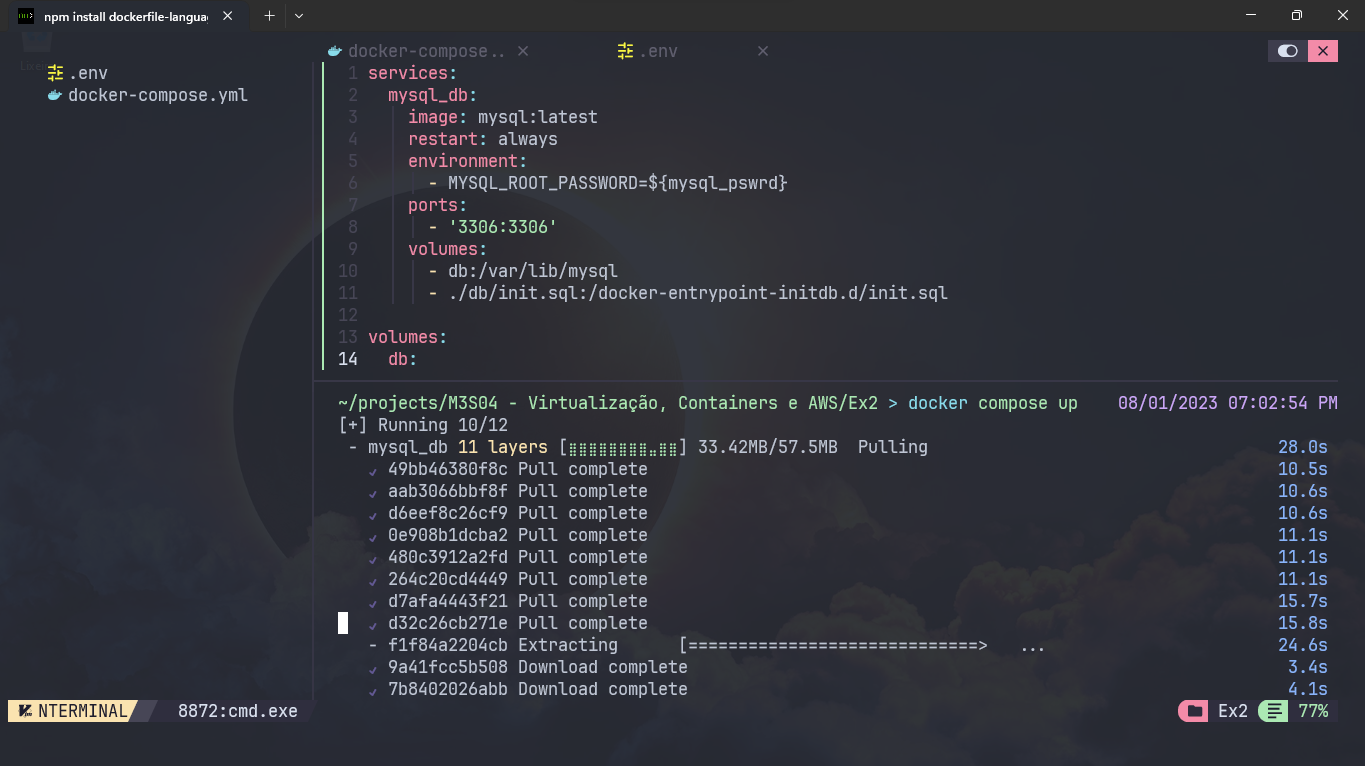 npm install dockerfile-langua
docker-compose.. ×
.env ×
.env
docker-compose.yml
1 services:
2 mysql_db:
3 image: mysql:latest
4 restart: always
5 environment:
6 - MYSQL_ROOT_PASSWORD=${mysql_pswrd}
7 ports:
8 - '3306:3306'
9 volumes:
10 - db:/var/lib/mysql
11 - ./db/init.sql:/docker-entrypoint-initdb.d/init.sql
12
13 volumes:
14 db:
~/projects/M3S04 - Virtualização, Containers e AWS/Ex2 > docker compose up 08/01/2023 07:02:54 PM
[+] Running 10/12
- mysql_db 11 layers [⣿⣿⣿⣿⣿⣿⣿⣿⣀⣿⣿] 33.42MB/57.5MB Pulling 28.0s
✓ 49bb46380f8c Pull complete 10.5s
✓ aab3066bbf8f Pull complete 10.6s
✓ d6eef8c26cf9 Pull complete 10.6s
✓ 0e908b1dcba2 Pull complete 11.1s
✓ 480c3912a2fd Pull complete 11.1s
✓ 264c20cd4449 Pull complete 11.1s
✓ d7afa4443f21 Pull complete 15.7s
✓ d32c26cb271e Pull complete 15.8s
- f1f84a2204cb Extracting [=============================> ... 24.6s
✓ 9a41fcc5b508 Download complete 3.4s
✓ 7b8402026abb Download complete 4.1s
NTERMINAL 8872:cmd.exe Ex2 77%